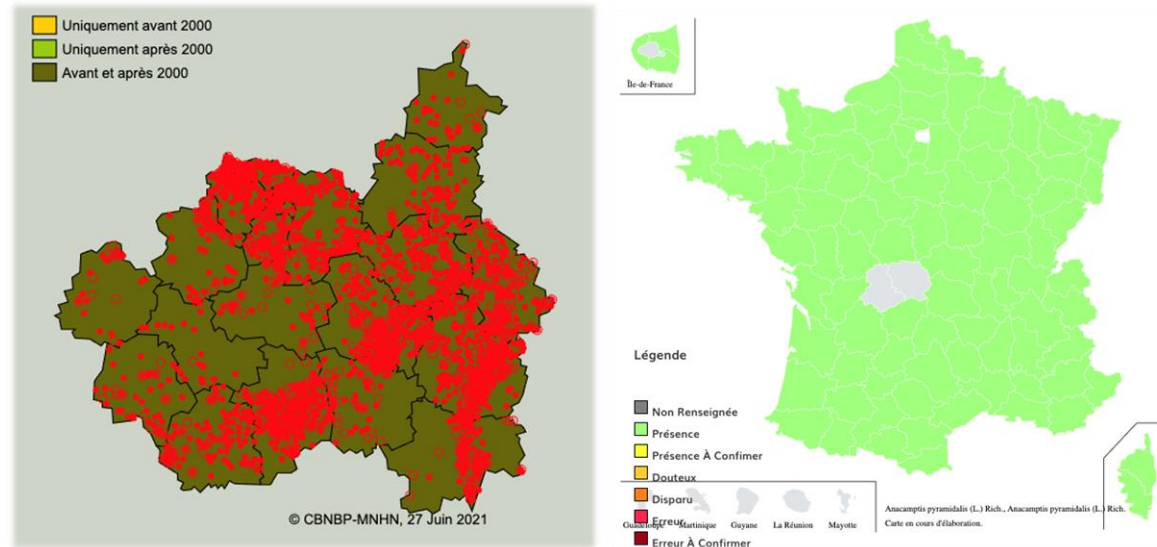 Uniquement avant 2000
Uniquement après 2000
Avant et après 2000
© CBNBP-MNHN, 27 Juin 2021
Île-de-France
Légende
Non Renseignée
Présence
Présence À Confimer
Douteux
Disparu
Erreur
Erreur À Confirmer
Guadeloupe Martinique Guyane La Réunion Mayotte
Anacamptis pyramidalis (L.) Rich., Anacamptis pyramidalis (L.) Rich.
Carte en cours d'élaboration.